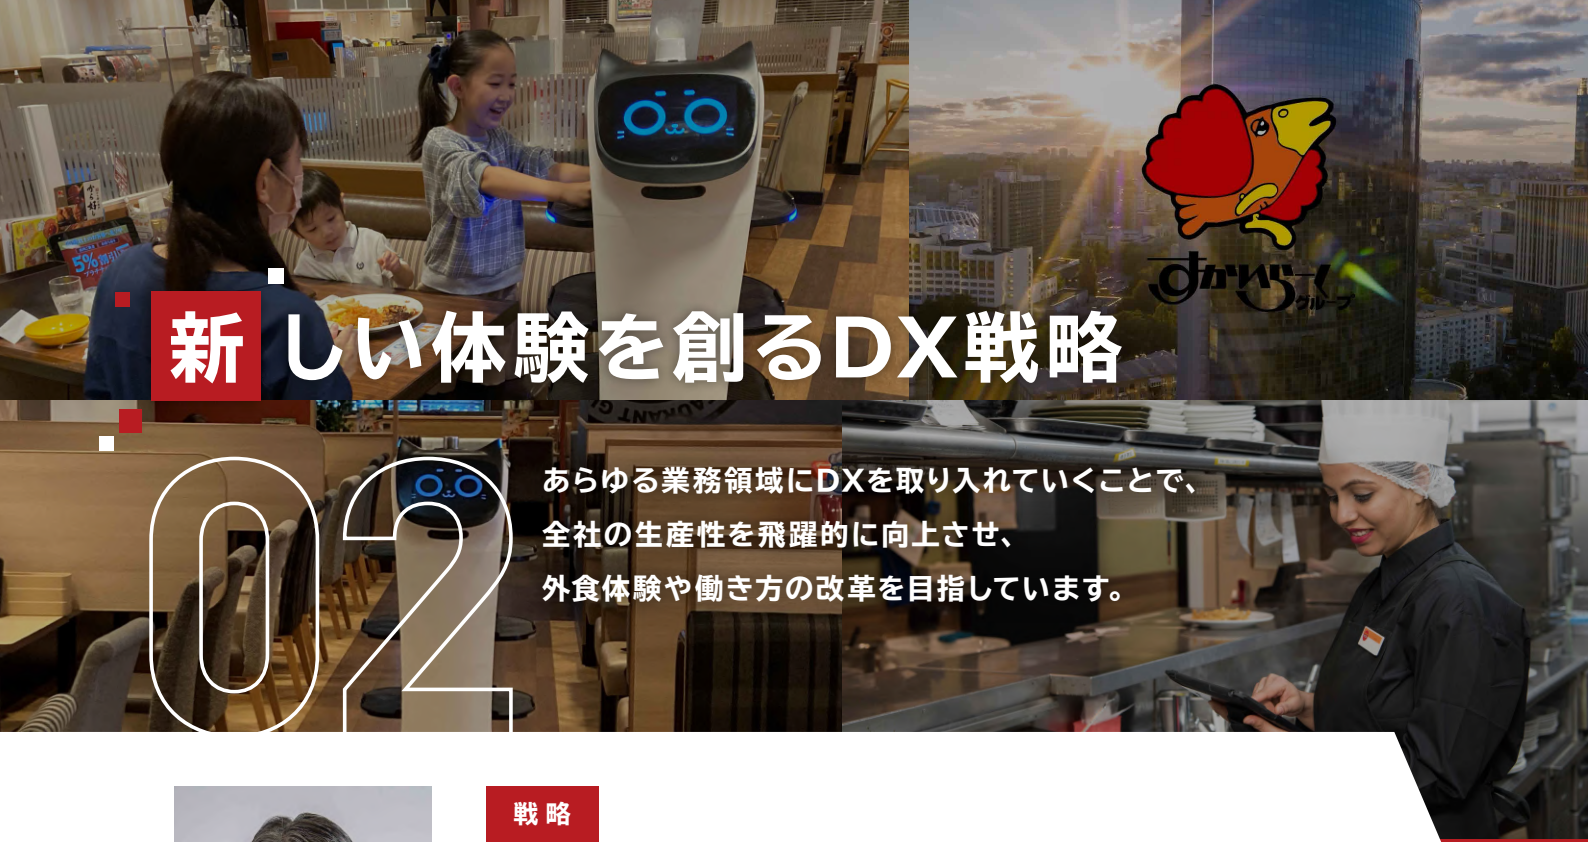 5%割引
すかいらーく
グループ
新しい体験を創るDX戦略
02
あらゆる業務領域にDXを取り入れていくことで、
全社の生産性を飛躍的に向上させ、
外食体験や働き方の改革を目指しています。
戦略